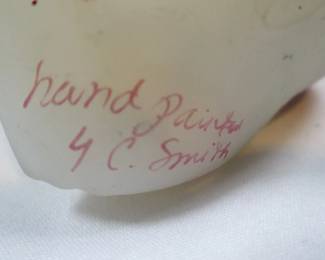 hand Painted
by C. Smith